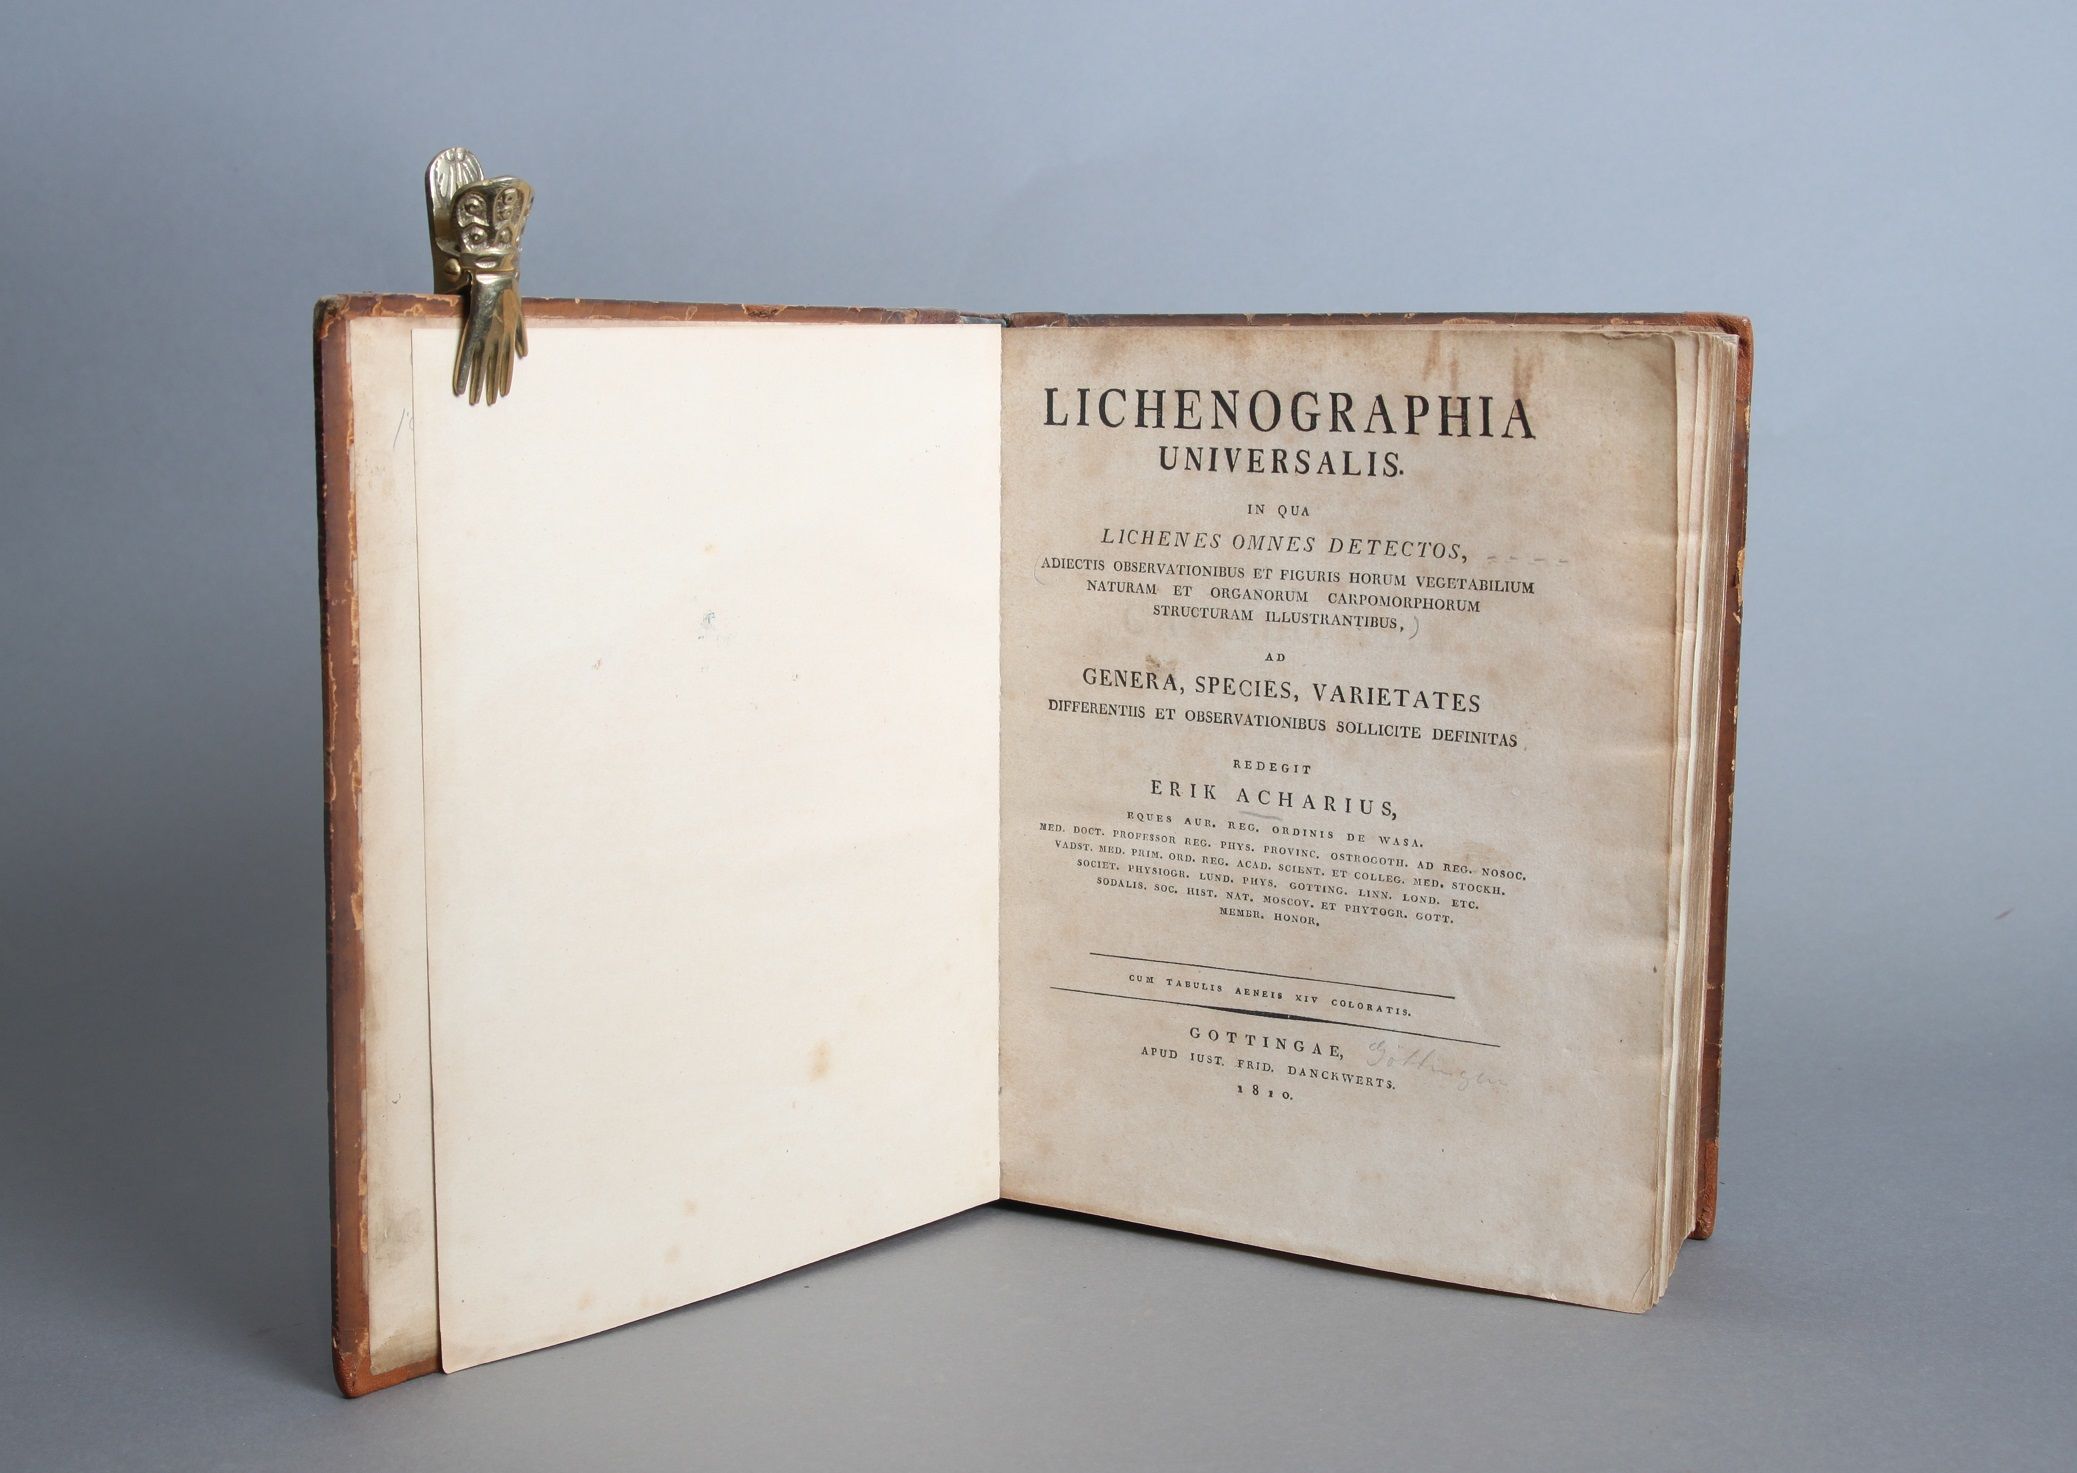 LICHENOGRAPHIA
UNIVERSALIS.
IN QUA
LICHENES OMNES DETECTOS,
ADIECTIS OBSERVATIONIBUS ET FIGURIS HORUM VEGETABILIUM
NATURAM ET ORGANORUM CARPOMORPHORUM
STRUCTURAM ILLUSTRANTIBUS,
AD
GENERA, SPECIES, VARIETATES
DIFFERENTIIS ET OBSERVATIONIBUS SOLLICITE DEFINITAS
REDEGIT
ERIK ACHARIUS,
EQUES AUR. REG. ORDINIS DE WASA.
MED. DOCT. PROFESSOR REG. PHYS. PROVINC. OSTROGOTH. AD REG. NOSOC.
VADST. MED. PRIM. ORD. REG. ACAD. SCIENT. ET COLLEG. MED. STOCKH.
SOCIET. PHYSIOGR. LUND. PHYS. GOTTING. LINN. LOND. ETC.
SODALIS. SOC. HIST. NAT. MOSCOV. ET PHYTOGR. GOTT.
MEMBR. HONOR.
CUM TABULIS AENEIS XIV COLORATIS.
GOTTINGAE, Göttingen
APUD IUST. FRID. DANCKWERTS.
1810.